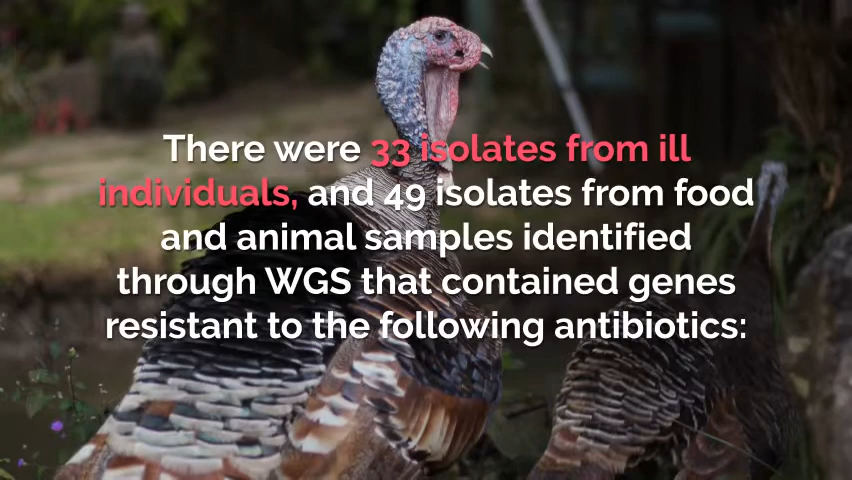 There were 33 isolates from ill
individuals, and 49 isolates from food
and animal samples identified
through WGS that contained genes
resistant to the following antibiotics: